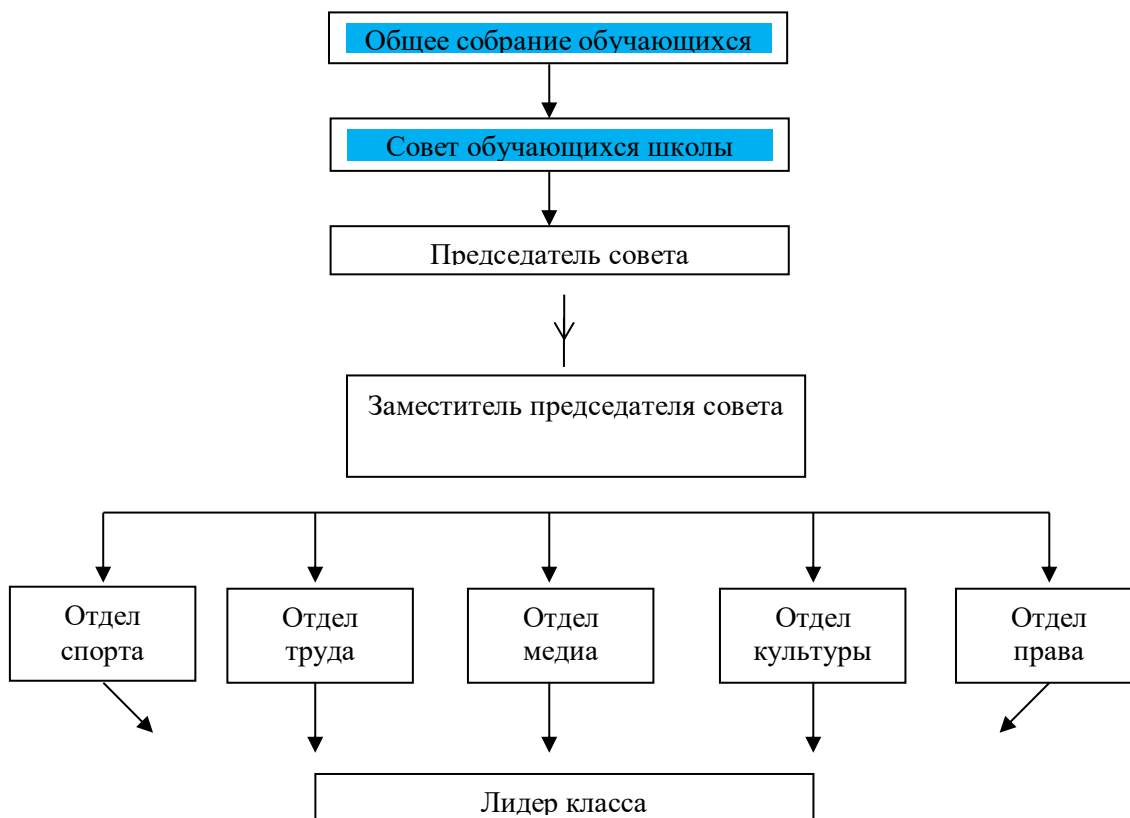 Общее собрание обучающихся
Совет обучающихся школы
Председатель совета
Заместитель председателя совета
Отдел
спорта
Отдел
труда
Отдел
медиа
Отдел
культуры
Отдел
права
Лидер класса